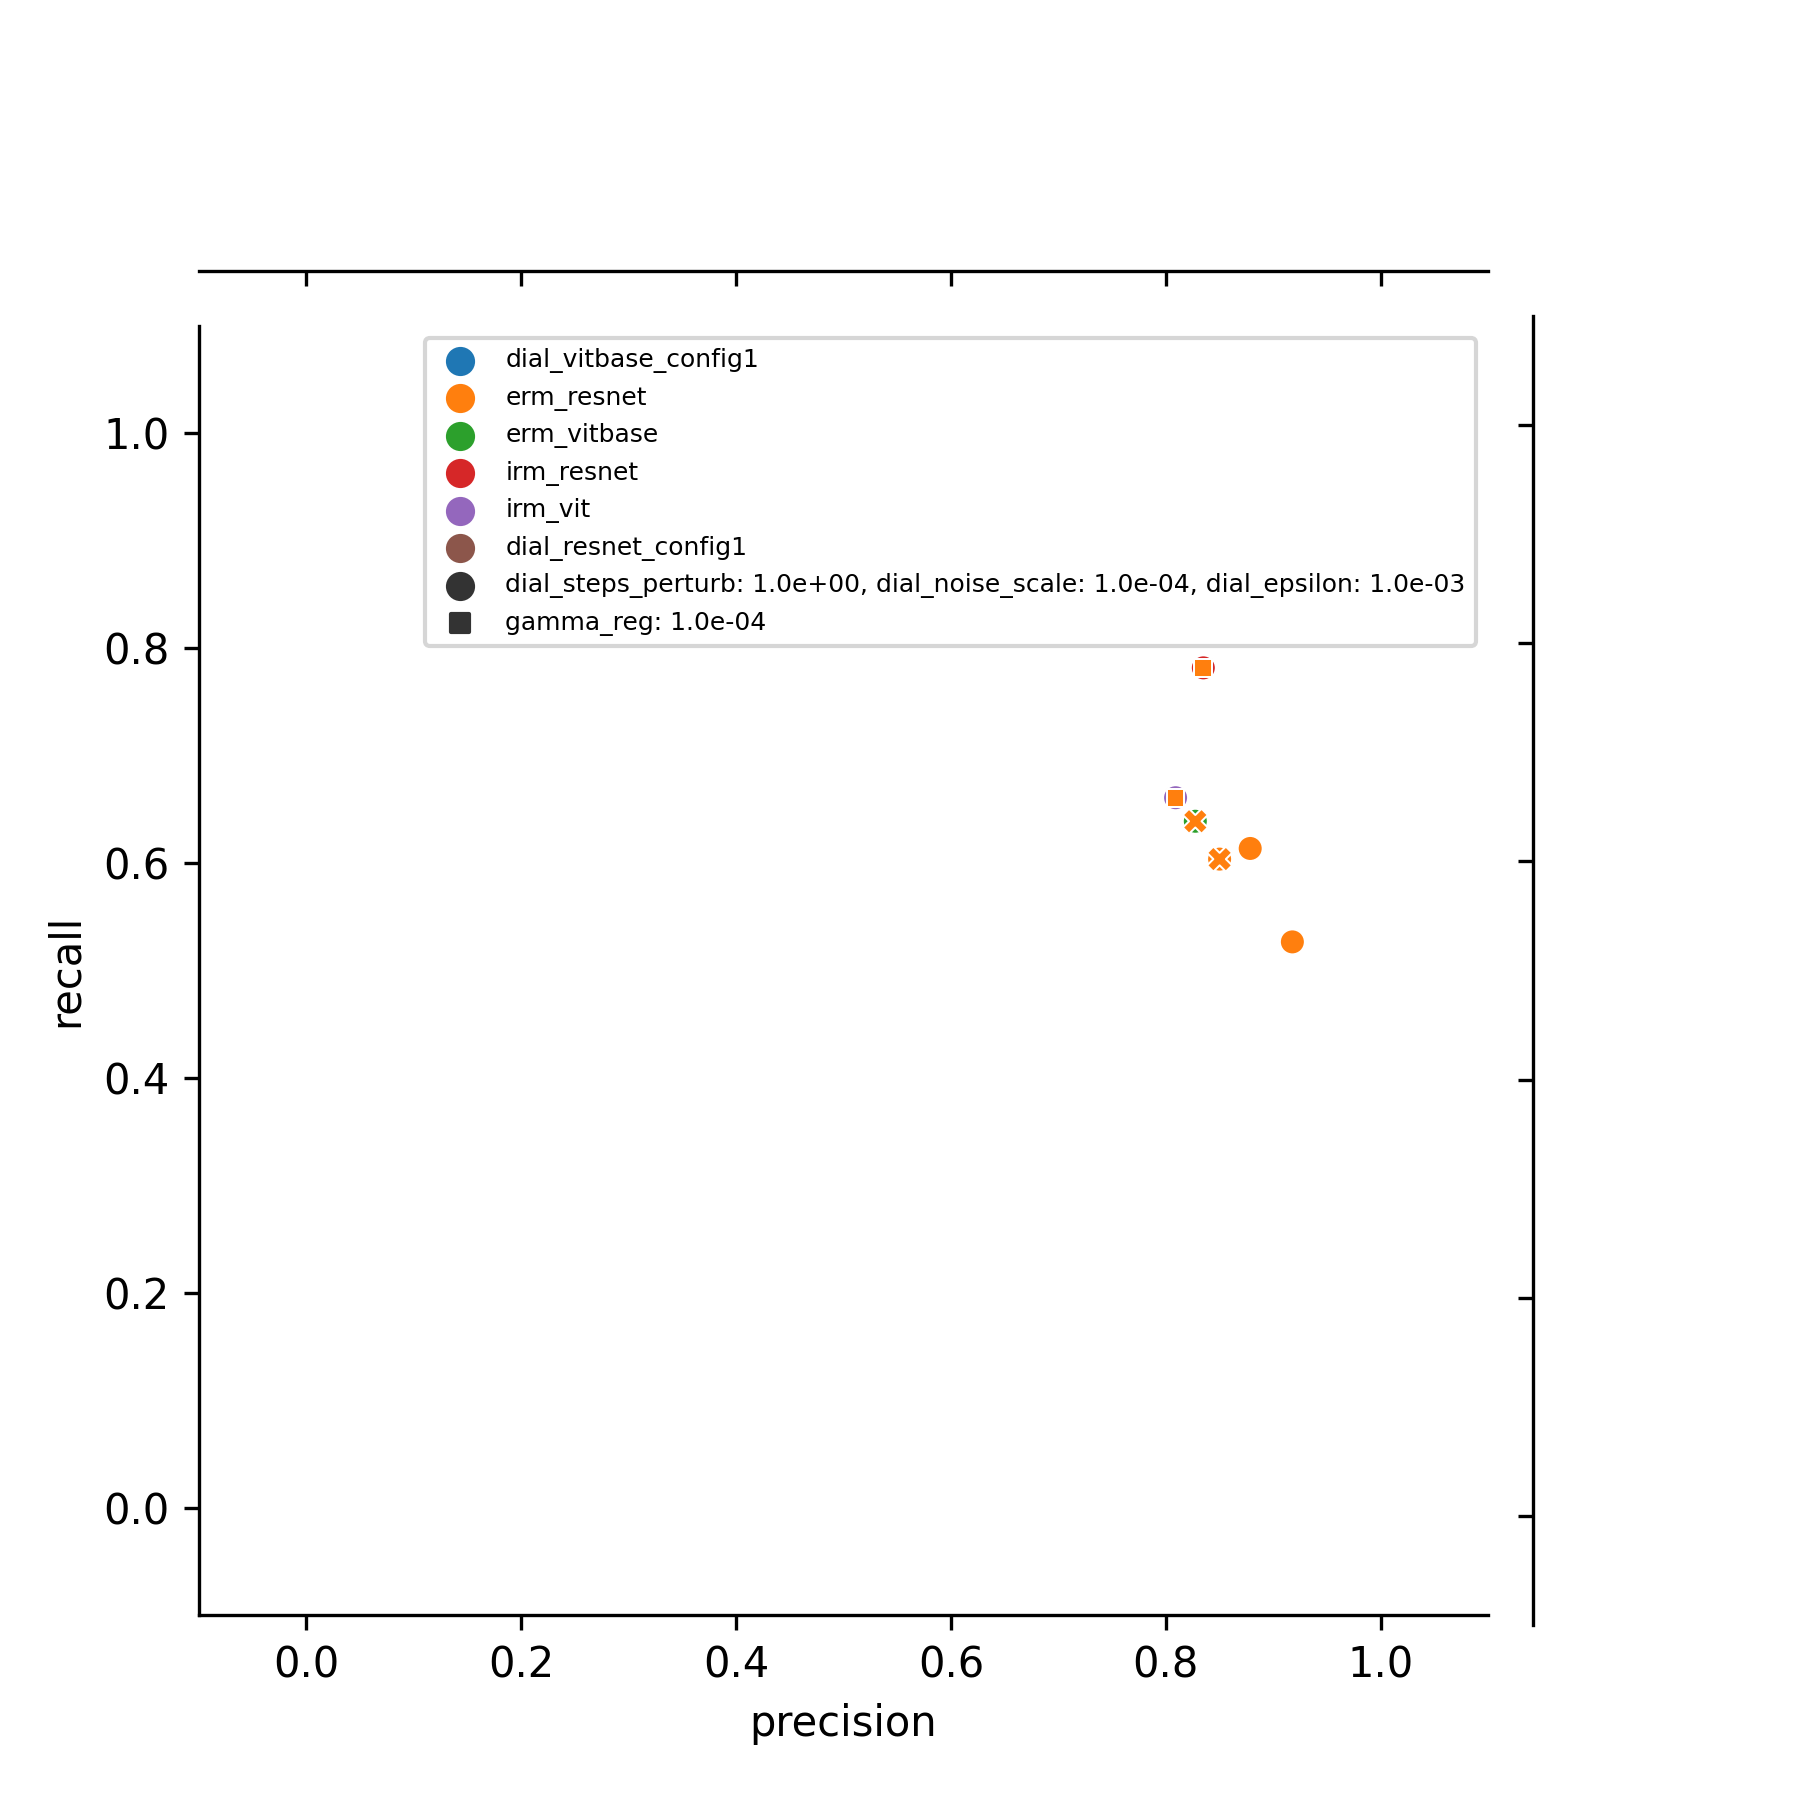 dial_vitbase_config1
erm_resnet
erm_vitbase
irm_resnet
irm_vit
dial_resnet_config1
dial_steps_perturb: 1.0e+00, dial_noise_scale: 1.0e-04, dial_epsilon: 1.0e-03
gamma_reg: 1.0e-04
1.0
0.8
0.6
0.4
0.2
0.0
recall
0.0 0.2 0.4 0.6 0.8 1.0
precision